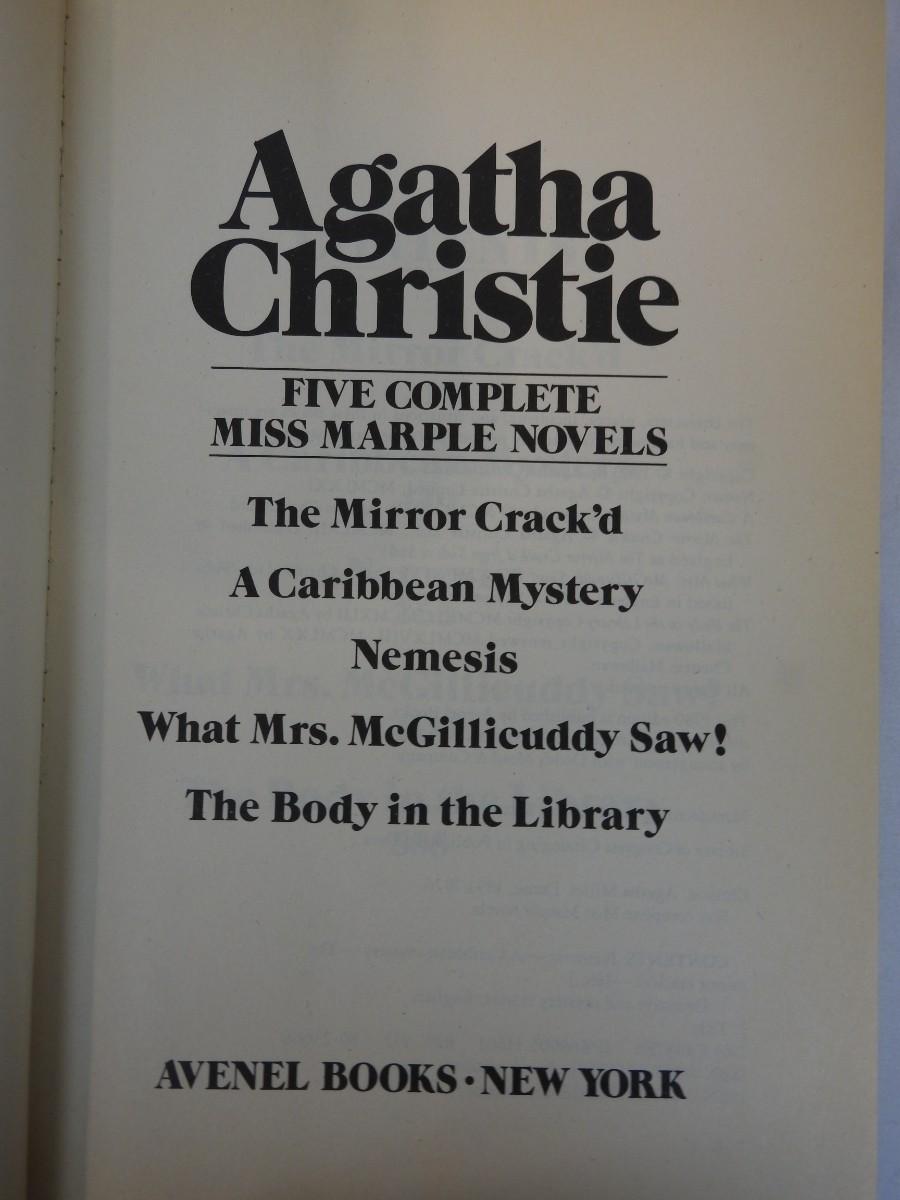 Agatha
Christie
FIVE COMPLETE
MISS MARPLE NOVELS
The Mirror Crack'd
A Caribbean Mystery
Nemesis
What Mrs. McGillicuddy Saw!
The Body in the Library
AVENEL BOOKS • NEW YORK